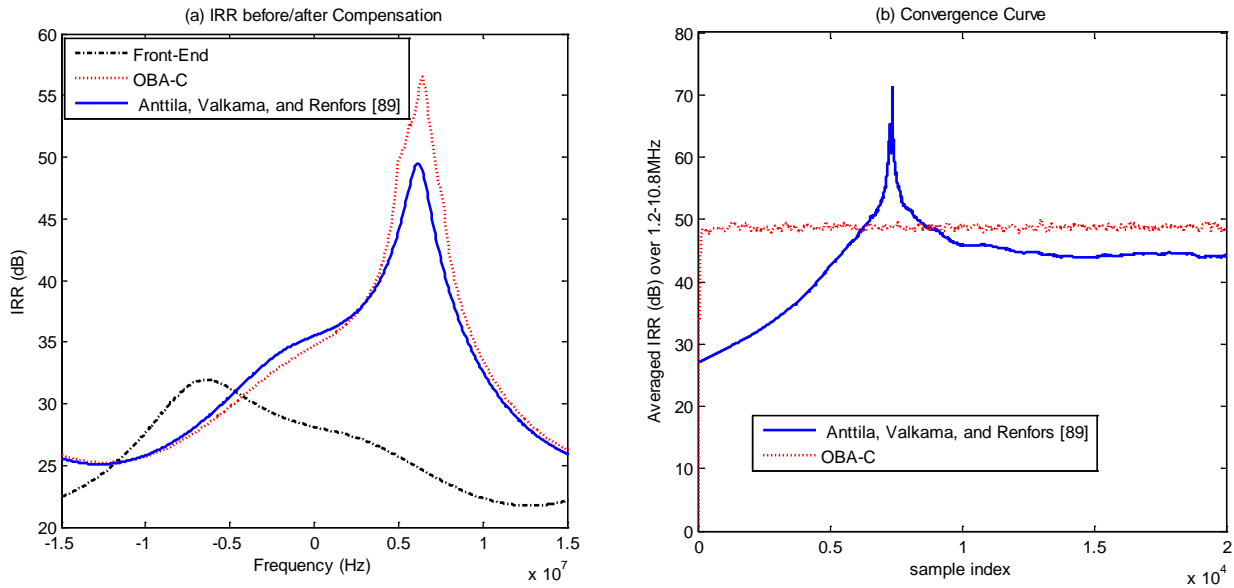 (a) IRR before/after Compensation
60
55
50
45
40
35
30
25
20
IRR (dB)
Front-End
OBA-C
Anttila, Valkama, and Renfors [89]
-1.5
-1
-0.5
0
0.5
1
1.5
x 10^7
Frequency (Hz)
(b) Convergence Curve
80
70
60
50
40
30
20
10
0
Averaged IRR (dB) over 1.2-10.8MHz
Anttila, Valkama, and Renfors [89]
OBA-C
0
0.5
1
1.5
2
x 10^4
sample index